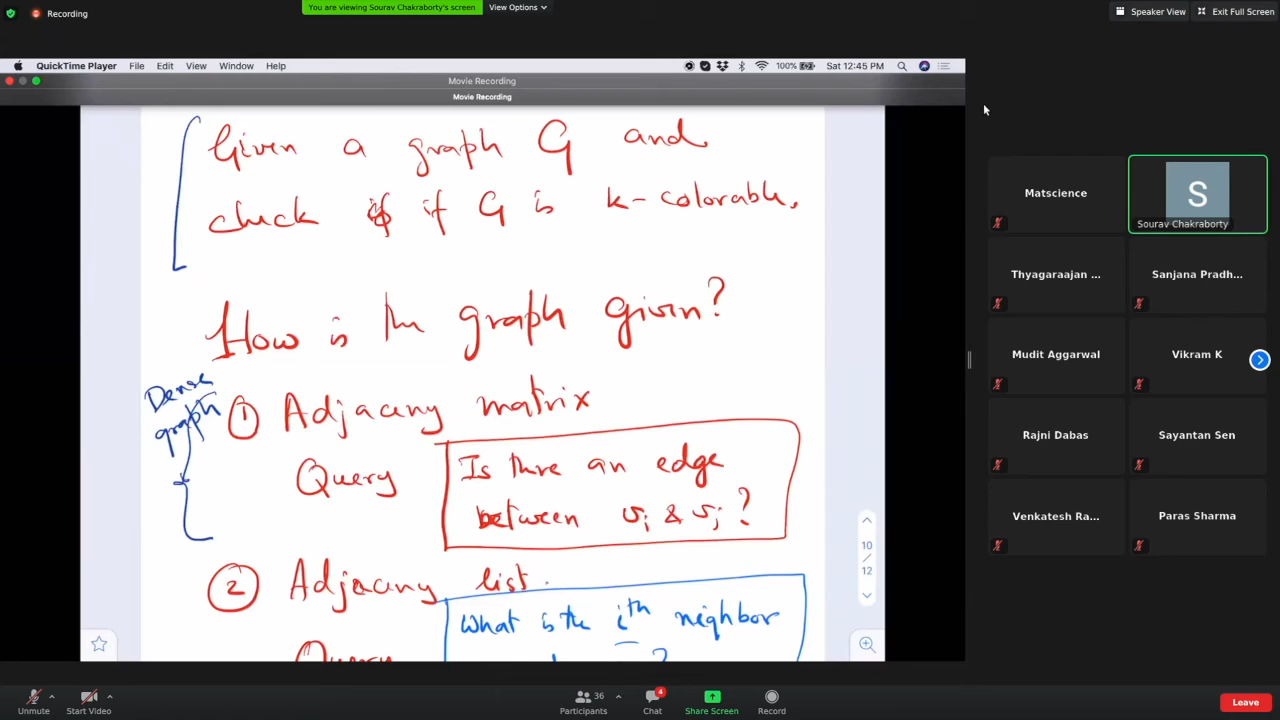 Recording
You are viewing Sourav Chakraborty's screen
View Options
Speaker View
Exit Full Screen
QuickTime Player File Edit View Window Help
100%
Sat 12:45 PM
Movie Recording
Movie Recording
Given a graph G and
check if G is k-colorable.
How is the graph given?
Dense
graph
1 Adjacany matrix
Query
Is there an edge
between vi & vj ?
2 Adjacany list
Query
What is the ith neighbor
?
10
/
12
Matscience
S
Sourav Chakraborty
Thyagaraajan ...
Sanjana Pradh...
Mudit Aggarwal
Vikram K
Rajni Dabas
Sayantan Sen
Venkatesh Ra...
Paras Sharma
Unmute
Start Video
36
Participants
4
Chat
Share Screen
Record
Leave